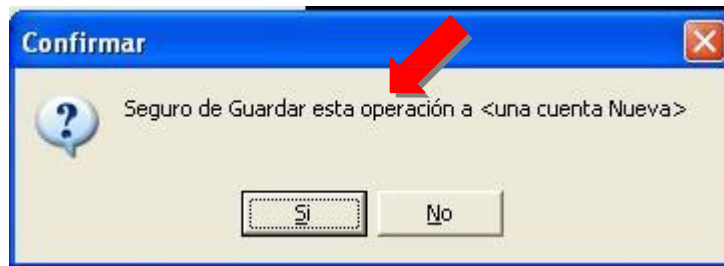 Confirmar
Seguro de Guardar esta operación a <una cuenta Nueva>
Si
No